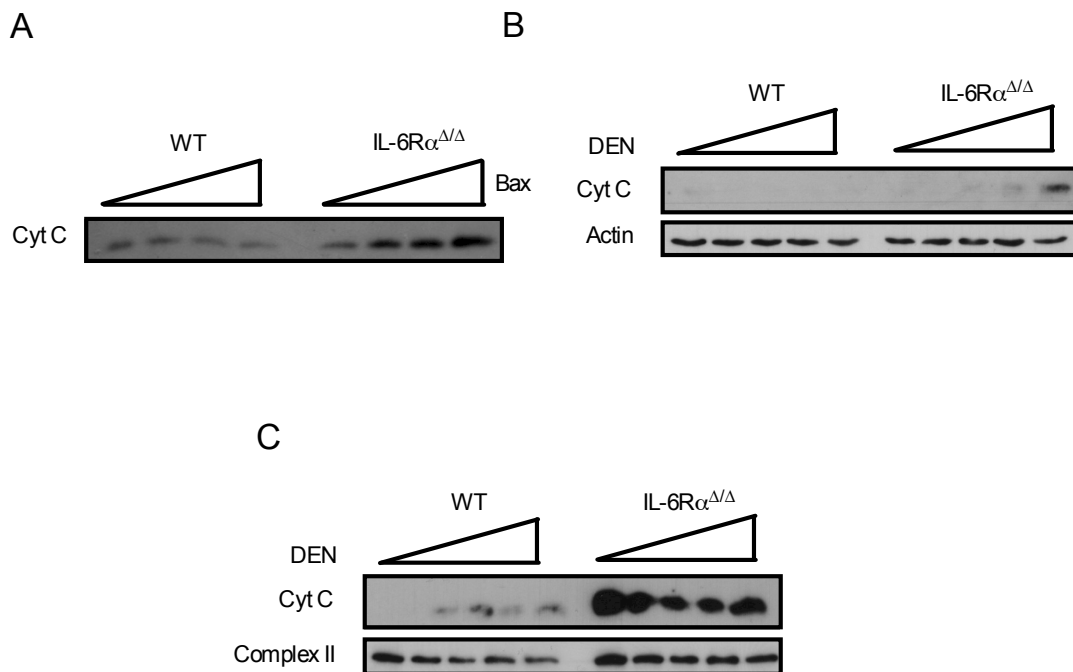 A
WT
IL-6Rα^Δ/Δ
Bax
Cyt C
B
WT
IL-6Rα^Δ/Δ
DEN
Cyt C
Actin
C
WT
IL-6Rα^Δ/Δ
DEN
Cyt C
Complex II